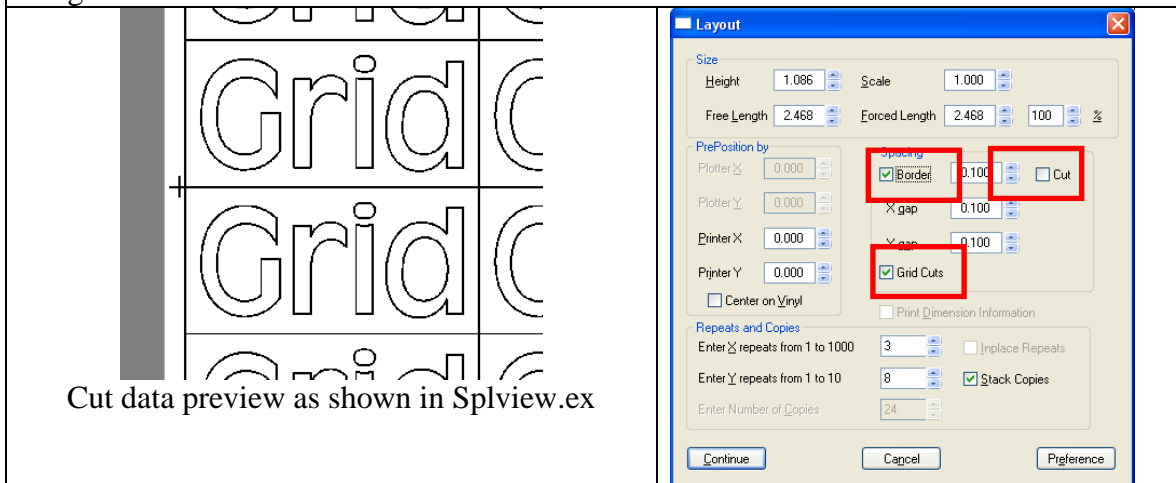 Grid
Grid
Grid
Cut data preview as shown in Splview.ex
Layout
Size
Height 1.086 Scale 1.000
Free Length 2.468 Forced Length 2.468 100 %
PrePosition by
Plotter X 0.000
Plotter Y 0.000
Printer X 0.000
Printer Y 0.000
Center on Vinyl
Spacing
Border 0.100 Cut
X gap 0.100
Y gap 0.100
Grid Cuts
Print Dimension Information
Repeats and Copies
Enter X repeats from 1 to 1000 3 Inplace Repeats
Enter Y repeats from 1 to 10 8 Stack Copies
Enter Number of Copies 24
Continue Cancel Preference